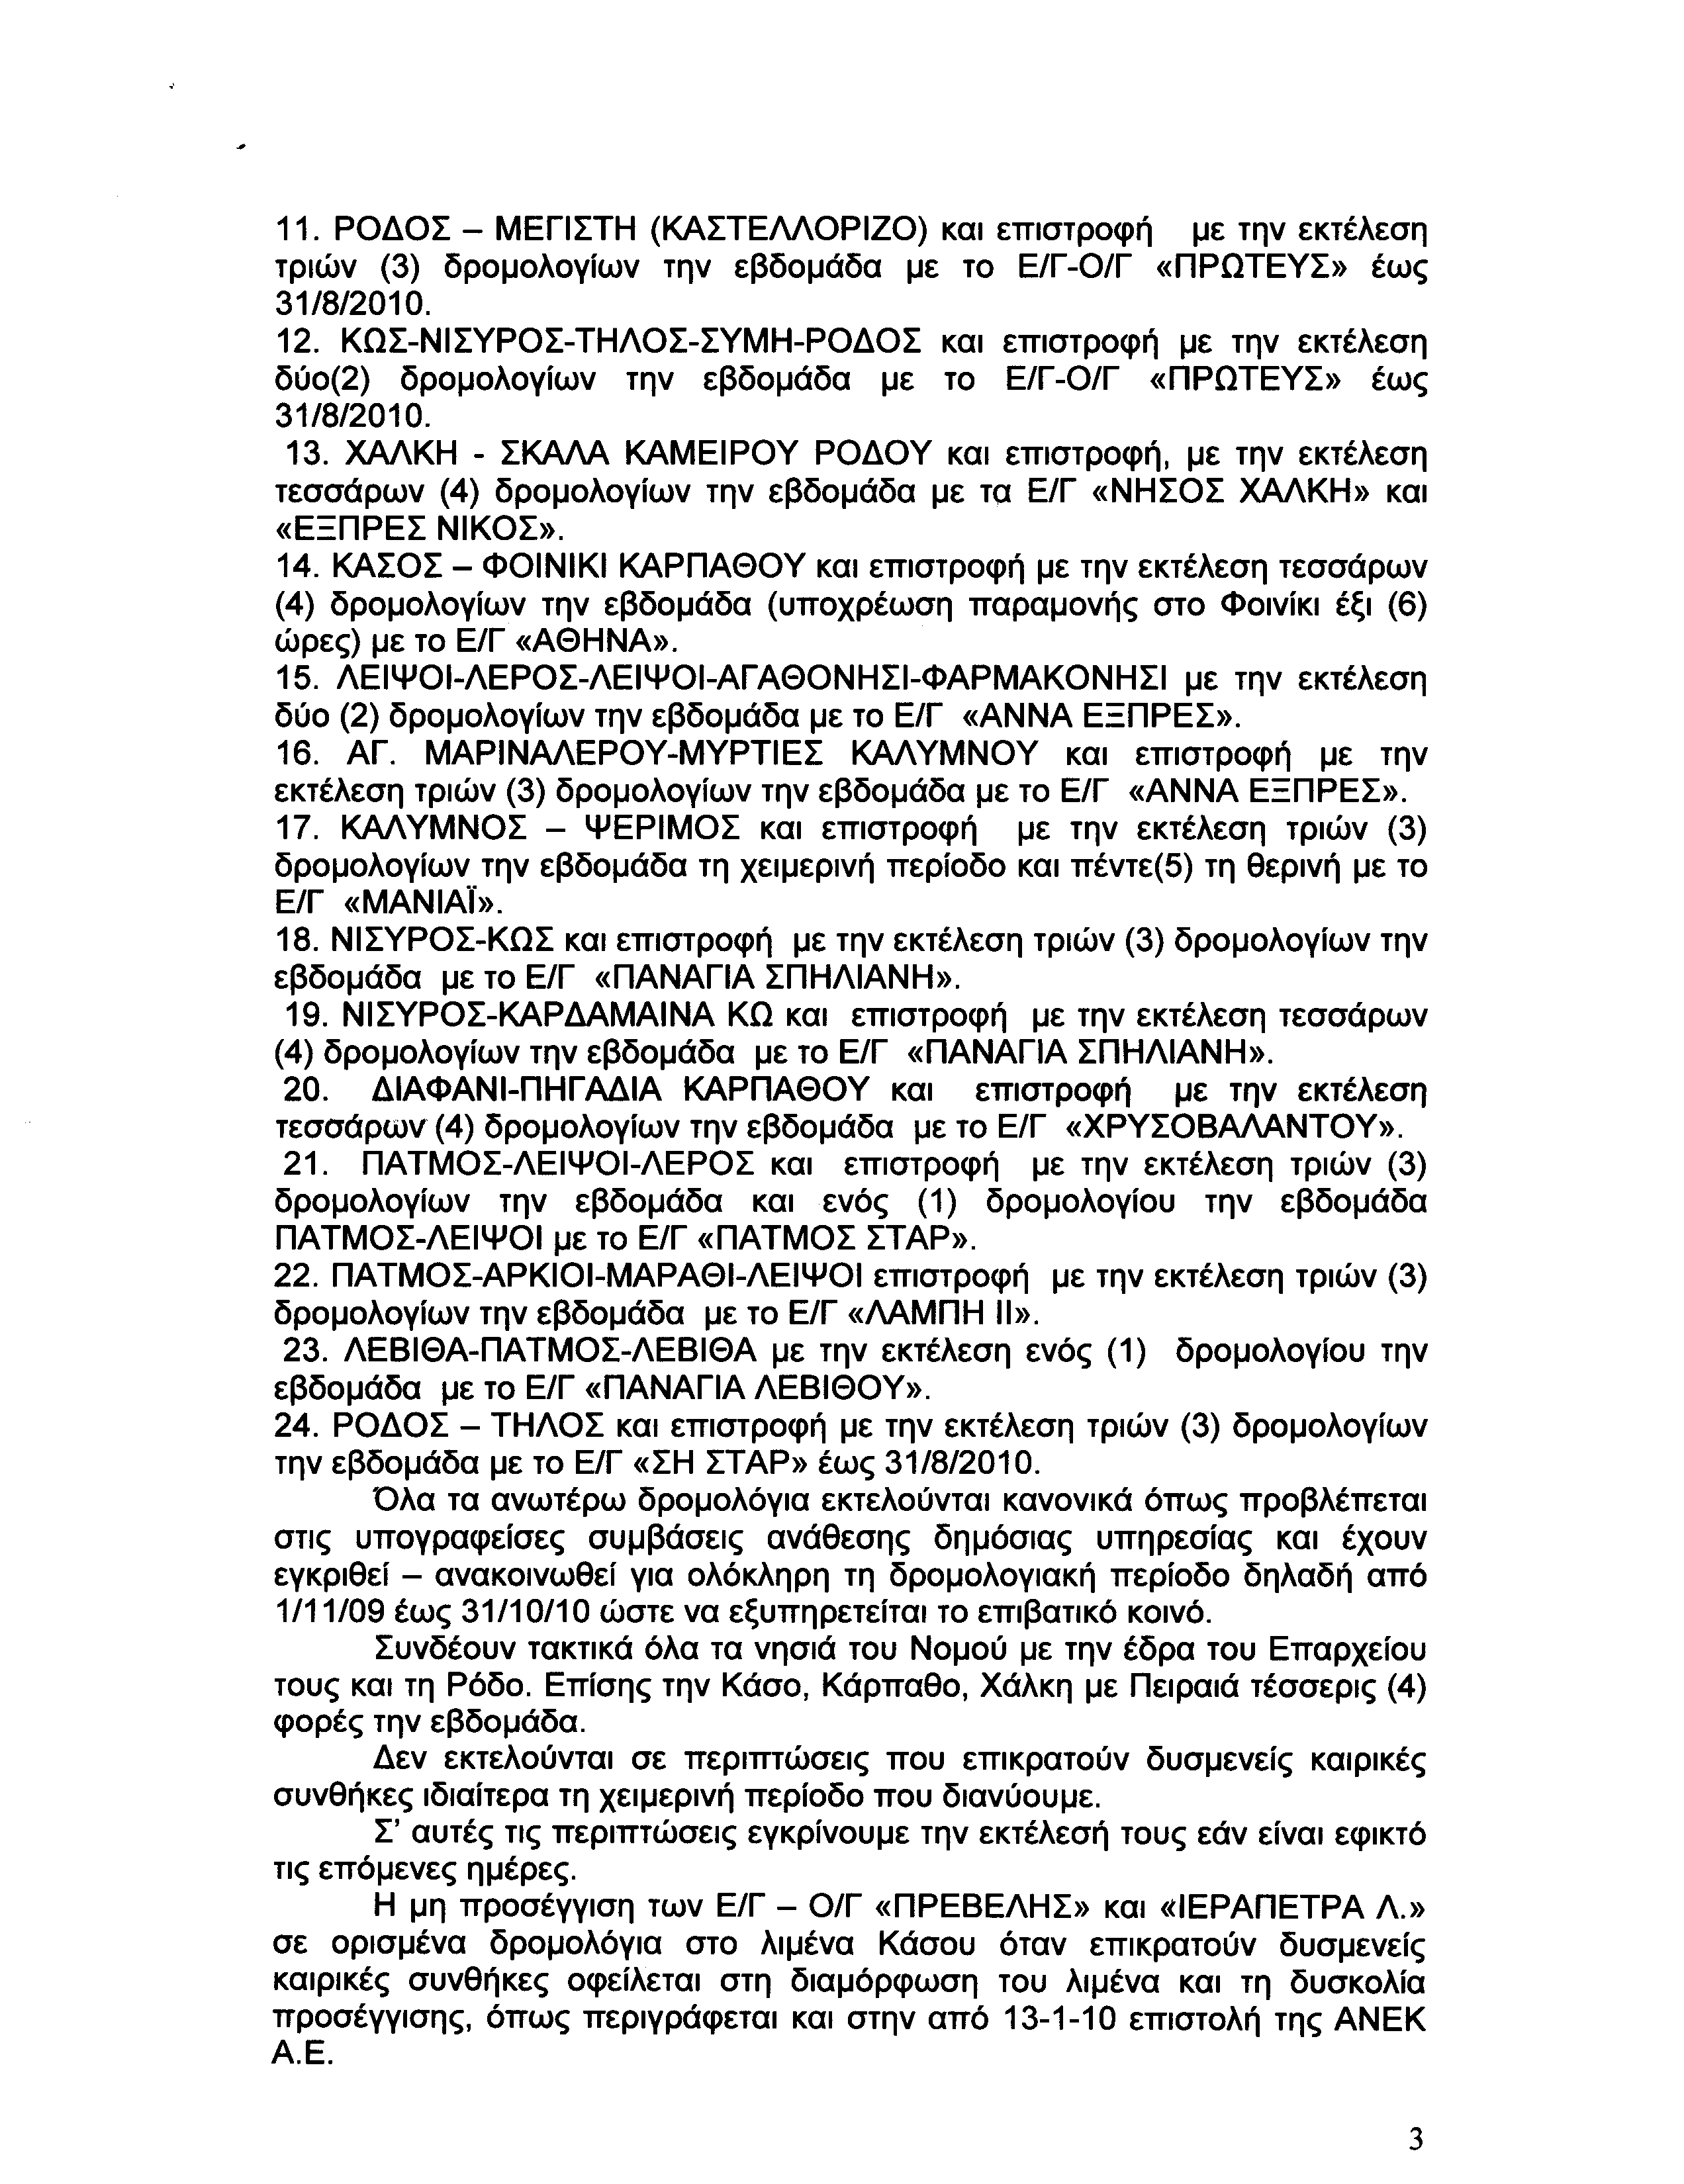 11. ΡΟΔΟΣ – ΜΕΓΙΣΤΗ (ΚΑΣΤΕΛΛΟΡΙΖΟ) και επιστροφή με την εκτέλεση
τριών (3) δρομολογίων την εβδομάδα με το Ε/Γ-Ο/Γ «ΠΡΩΤΕΥΣ» έως
31/8/2010.
12. ΚΩΣ-ΝΙΣΥΡΟΣ-ΤΗΛΟΣ-ΣΥΜΗ-ΡΟΔΟΣ και επιστροφή με την εκτέλεση
δύο(2) δρομολογίων την εβδομάδα με το Ε/Γ-Ο/Γ «ΠΡΩΤΕΥΣ» έως
31/8/2010.
13. ΧΑΛΚΗ - ΣΚΑΛΑ ΚΑΜΕΙΡΟΥ ΡΟΔΟΥ και επιστροφή, με την εκτέλεση
τεσσάρων (4) δρομολογίων την εβδομάδα με τα Ε/Γ «ΝΗΣΟΣ ΧΑΛΚΗ» και
«ΕΞΠΡΕΣ ΝΙΚΟΣ».
14. ΚΑΣΟΣ – ΦΟΙΝΙΚΙ ΚΑΡΠΑΘΟΥ και επιστροφή με την εκτέλεση τεσσάρων
(4) δρομολογίων την εβδομάδα (υποχρέωση παραμονής στο Φοινίκι έξι (6)
ώρες) με το Ε/Γ «ΑΘΗΝΑ».
15. ΛΕΙΨΟΙ-ΛΕΡΟΣ-ΛΕΙΨΟΙ-ΑΓΑΘΟΝΗΣΙ-ΦΑΡΜΑΚΟΝΗΣΙ με την εκτέλεση
δύο (2) δρομολογίων την εβδομάδα με το Ε/Γ «ΑΝΝΑ ΕΞΠΡΕΣ».
16. ΑΓ. ΜΑΡΙΝΑΛΕΡΟΥ-ΜΥΡΤΙΕΣ ΚΑΛΥΜΝΟΥ και επιστροφή με την
εκτέλεση τριών (3) δρομολογίων την εβδομάδα με το Ε/Γ «ΑΝΝΑ ΕΞΠΡΕΣ».
17. ΚΑΛΥΜΝΟΣ – ΨΕΡΙΜΟΣ και επιστροφή με την εκτέλεση τριών (3)
δρομολογίων την εβδομάδα τη χειμερινή περίοδο και πέντε(5) τη θερινή με το
Ε/Γ «ΜΑΝΙΑΪ».
18. ΝΙΣΥΡΟΣ-ΚΩΣ και επιστροφή με την εκτέλεση τριών (3) δρομολογίων την
εβδομάδα με το Ε/Γ «ΠΑΝΑΓΙΑ ΣΠΗΛΙΑΝΗ».
19. ΝΙΣΥΡΟΣ-ΚΑΡΔΑΜΑΙΝΑ ΚΩ και επιστροφή με την εκτέλεση τεσσάρων
(4) δρομολογίων την εβδομάδα με το Ε/Γ «ΠΑΝΑΓΙΑ ΣΠΗΛΙΑΝΗ».
20. ΔΙΑΦΑΝΙ-ΠΗΓΑΔΙΑ ΚΑΡΠΑΘΟΥ και επιστροφή με την εκτέλεση
τεσσάρων (4) δρομολογίων την εβδομάδα με το Ε/Γ «ΧΡΥΣΟΒΑΛΑΝΤΟΥ».
21. ΠΑΤΜΟΣ-ΛΕΙΨΟΙ-ΛΕΡΟΣ και επιστροφή με την εκτέλεση τριών (3)
δρομολογίων την εβδομάδα και ενός (1) δρομολογίου την εβδομάδα
ΠΑΤΜΟΣ-ΛΕΙΨΟΙ με το Ε/Γ «ΠΑΤΜΟΣ ΣΤΑΡ».
22. ΠΑΤΜΟΣ-ΑΡΚΙΟΙ-ΜΑΡΑΘΙ-ΛΕΙΨΟΙ επιστροφή με την εκτέλεση τριών (3)
δρομολογίων την εβδομάδα με το Ε/Γ «ΛΑΜΠΗ ΙΙ».
23. ΛΕΒΙΘΑ-ΠΑΤΜΟΣ-ΛΕΒΙΘΑ με την εκτέλεση ενός (1) δρομολογίου την
εβδομάδα με το Ε/Γ «ΠΑΝΑΓΙΑ ΛΕΒΙΘΟΥ».
24. ΡΟΔΟΣ – ΤΗΛΟΣ και επιστροφή με την εκτέλεση τριών (3) δρομολογίων
την εβδομάδα με το Ε/Γ «ΣΗ ΣΤΑΡ» έως 31/8/2010.
Όλα τα ανωτέρω δρομολόγια εκτελούνται κανονικά όπως προβλέπεται
στις υπογραφείσες συμβάσεις ανάθεσης δημόσιας υπηρεσίας και έχουν
εγκριθεί – ανακοινωθεί για ολόκληρη τη δρομολογιακή περίοδο δηλαδή από
1/11/09 έως 31/10/10 ώστε να εξυπηρετείται το επιβατικό κοινό.
Συνδέουν τακτικά όλα τα νησιά του Νομού με την έδρα του Επαρχείου
τους και τη Ρόδο. Επίσης την Κάσο, Κάρπαθο, Χάλκη με Πειραιά τέσσερις (4)
φορές την εβδομάδα.
Δεν εκτελούνται σε περιπτώσεις που επικρατούν δυσμενείς καιρικές
συνθήκες ιδιαίτερα τη χειμερινή περίοδο που διανύουμε.
Σ’ αυτές τις περιπτώσεις εγκρίνουμε την εκτέλεσή τους εάν είναι εφικτό
τις επόμενες ημέρες.
Η μη προσέγγιση των Ε/Γ – Ο/Γ «ΠΡΕΒΕΛΗΣ» και «ΙΕΡΑΠΕΤΡΑ Λ.»
σε ορισμένα δρομολόγια στο λιμένα Κάσου όταν επικρατούν δυσμενείς
καιρικές συνθήκες οφείλεται στη διαμόρφωση του λιμένα και τη δυσκολία
προσέγγισης, όπως περιγράφεται και στην από 13-1-10 επιστολή της ΑΝΕΚ
Α.Ε.
3